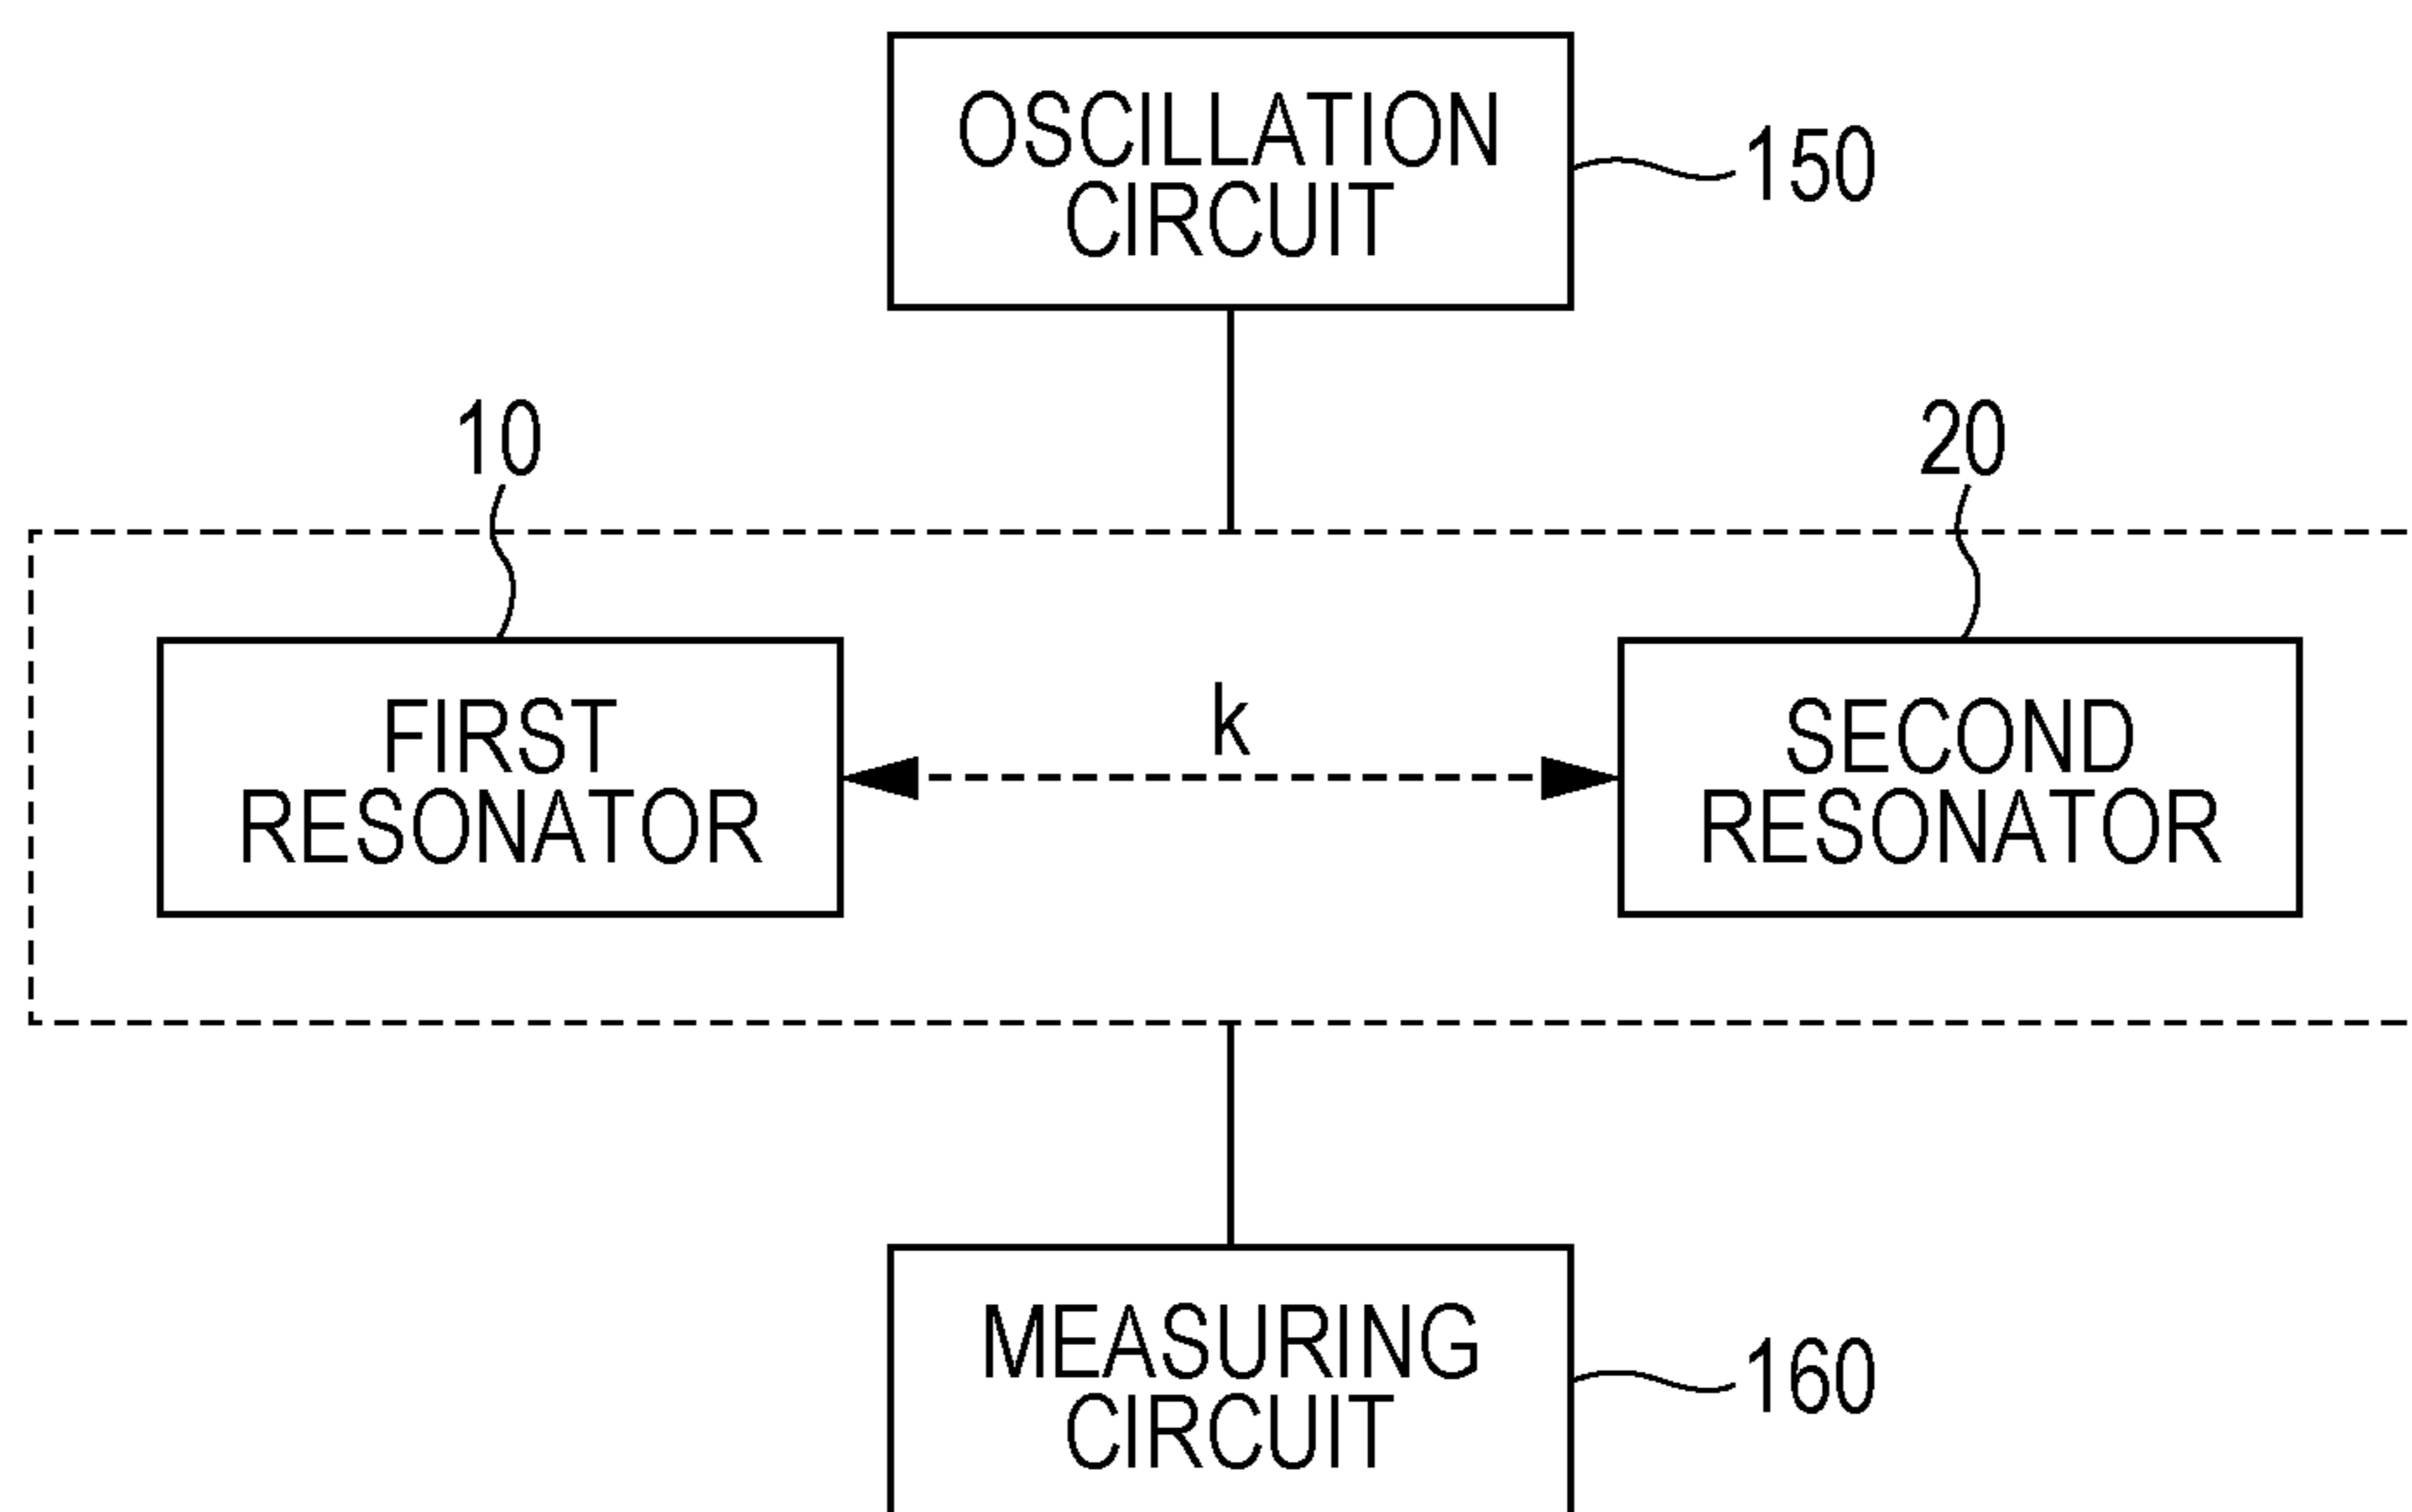 OSCILLATION
CIRCUIT
150
10
20
FIRST
RESONATOR
k
SECOND
RESONATOR
MEASURING
CIRCUIT
160